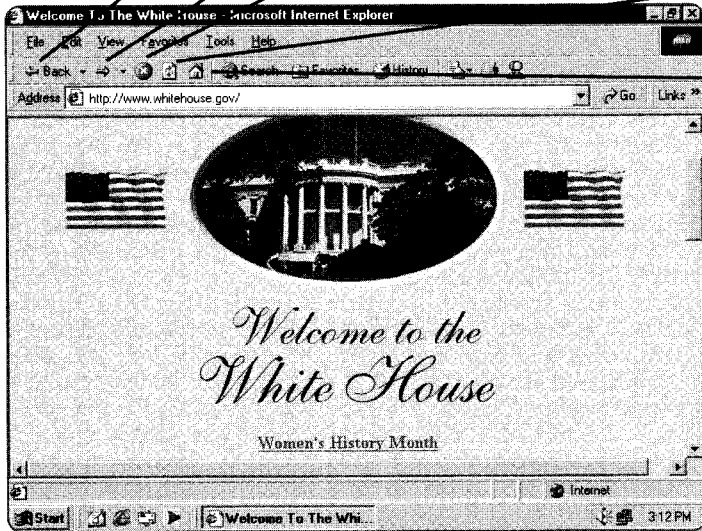 Welcome To The White House - Microsoft Internet Explorer
File Edit View Favorites Tools Help
Back Search Favorites History
Address http://www.whitehouse.gov/ Go Links »
Welcome to the
White House
Women's History Month
Internet
Start Welcome To The Whi... 3:12 PM